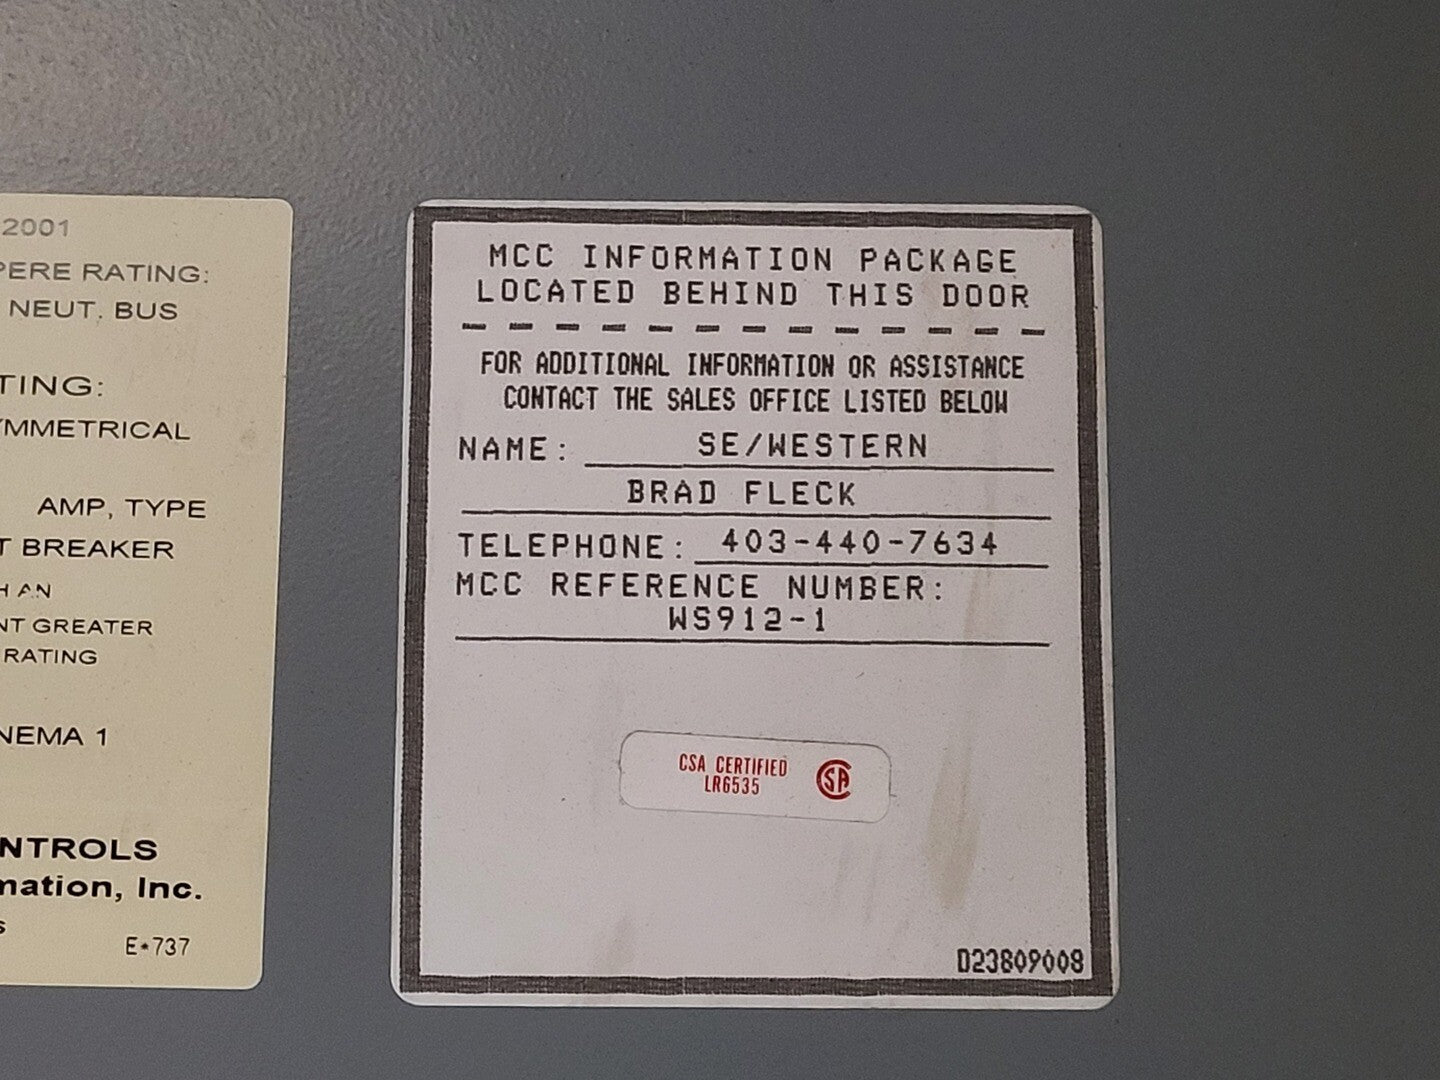 2001
PERE RATING:
NEUT. BUS
TING:
YMMETRICAL
AMP, TYPE
T BREAKER
H AN
NT GREATER
RATING
NEMA 1
NTROLS
mation, Inc.
s
E*737
MCC INFORMATION PACKAGE
LOCATED BEHIND THIS DOOR
FOR ADDITIONAL INFORMATION OR ASSISTANCE
CONTACT THE SALES OFFICE LISTED BELOW
NAME: SE/WESTERN
BRAD FLECK
TELEPHONE: 403-440-7634
MCC REFERENCE NUMBER:
WS912-1
CSA CERTIFIED
LR6535
SA
D23809008